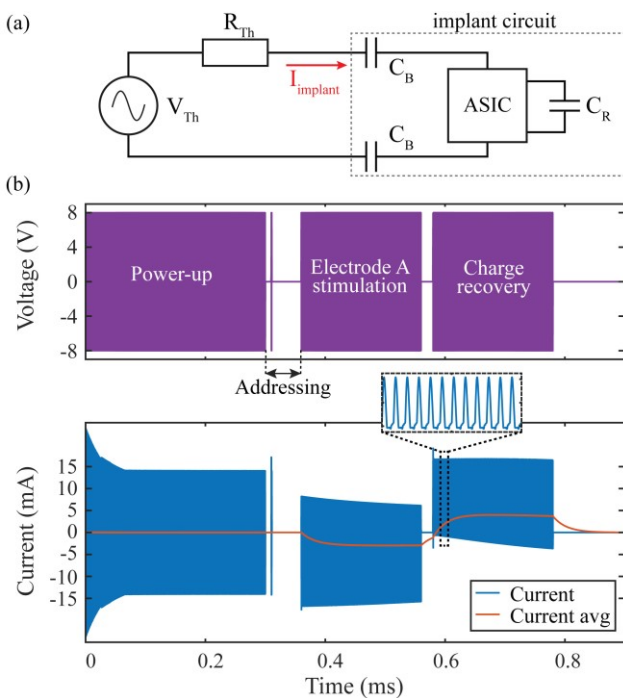 (a)
implant circuit
R_Th
C_B
I_implant
V_Th
ASIC
C_R
C_B
(b)
Voltage (V)
8
4
0
-4
-8
Power-up
Electrode A
stimulation
Charge
recovery
Addressing
Current (mA)
15
10
5
0
-5
-10
-15
Current
Current avg
0
0.2
0.4
0.6
0.8
Time (ms)